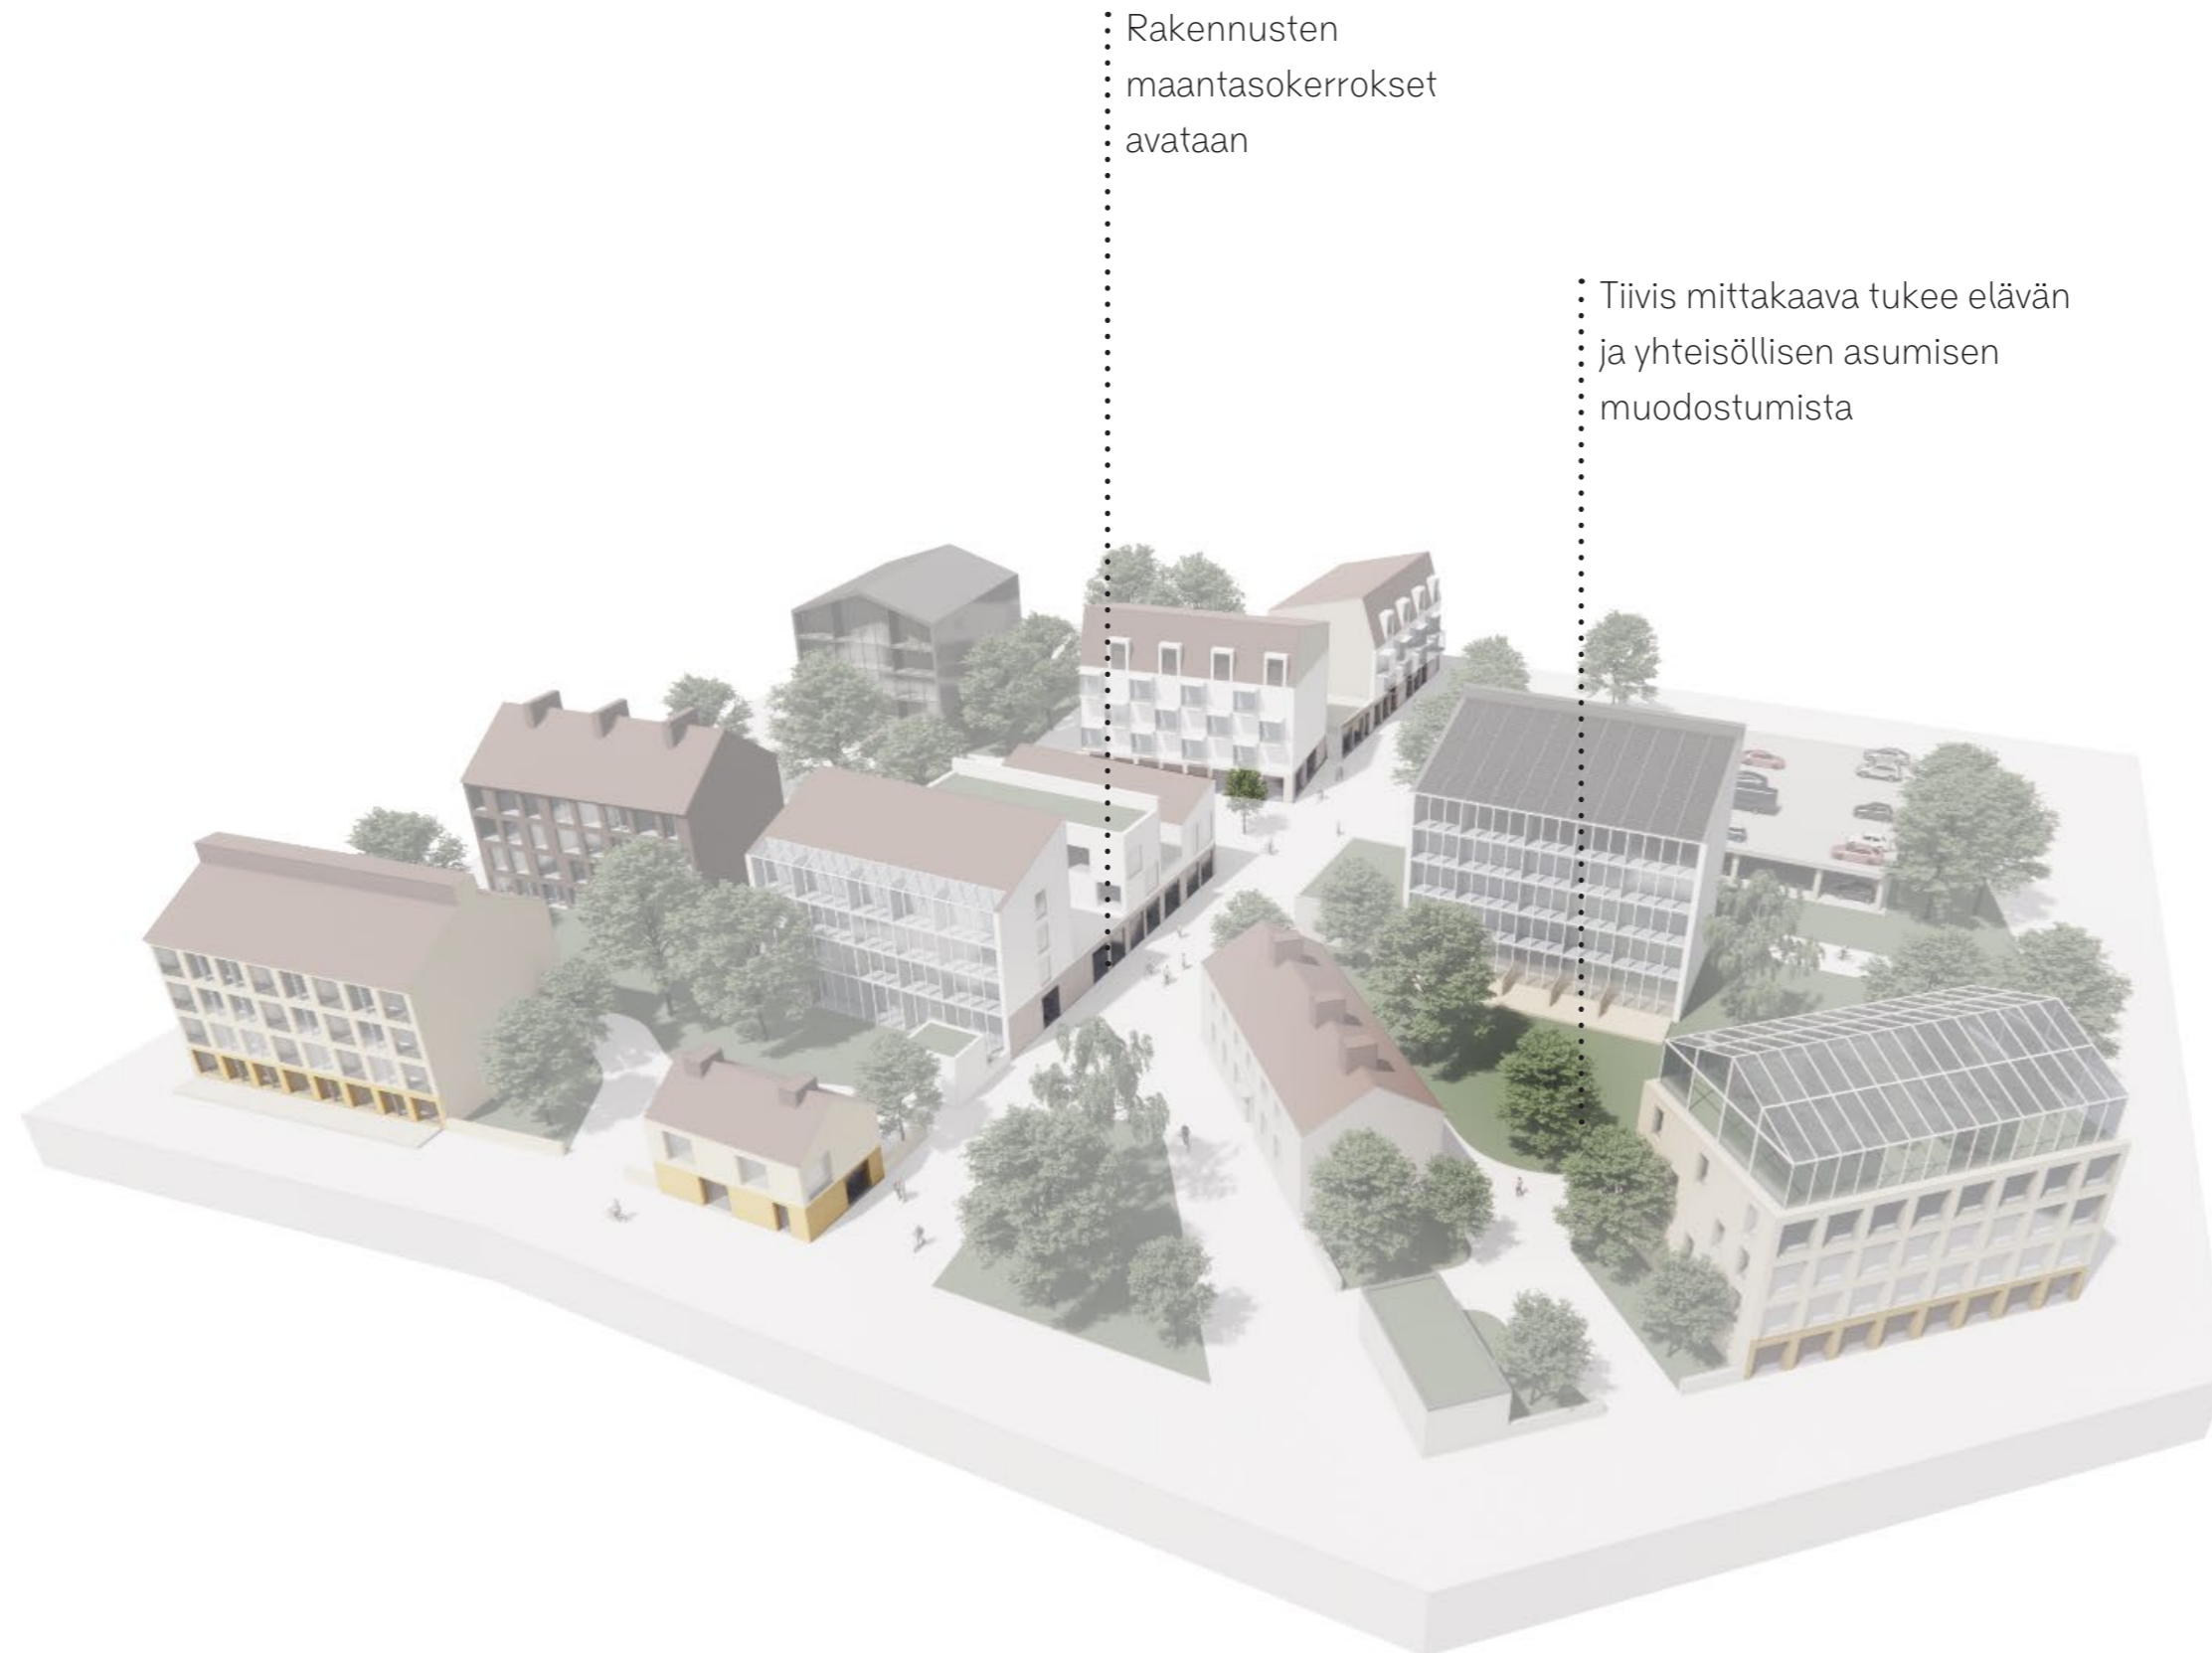 Rakennusten
maantasokerrokset
avataan
Tiivis mittakaava tukee elävän
ja yhteisöllisen asumisen
muodostumista